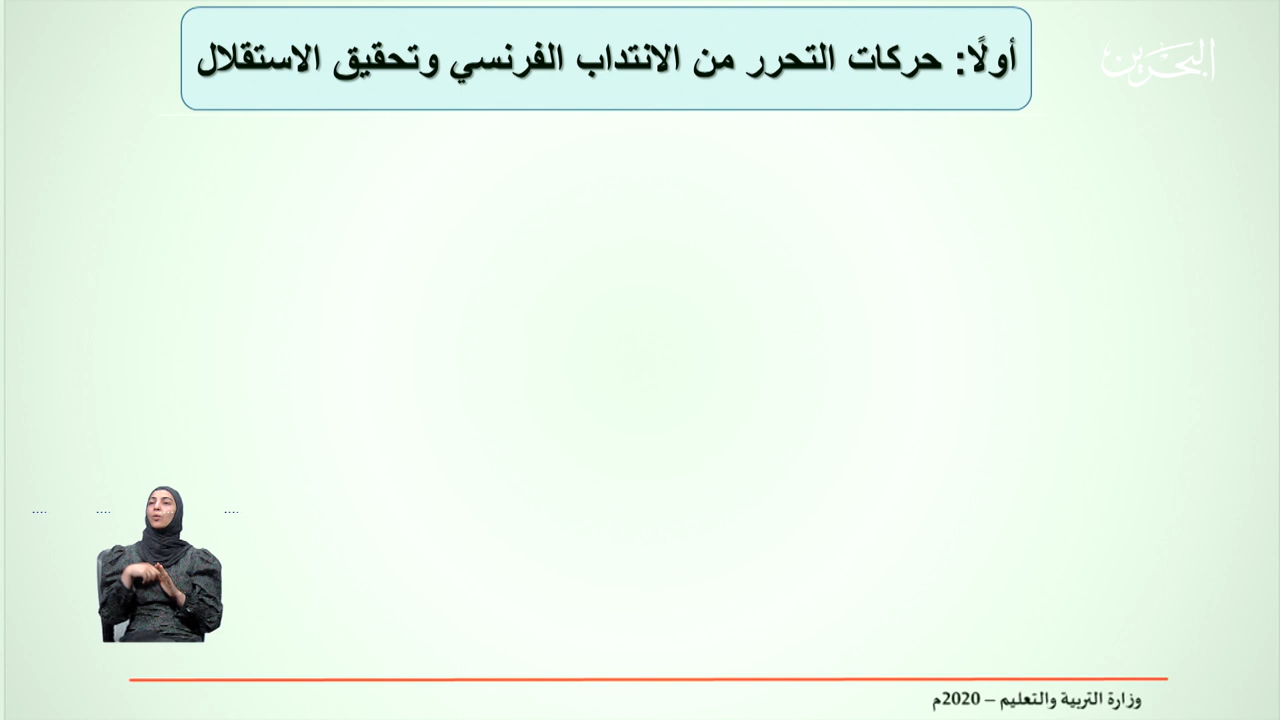 أولًا: حركات التحرر من الانتداب الفرنسي وتحقيق الاستقلال
البحرين
وزارة التربية والتعليم – 2020م